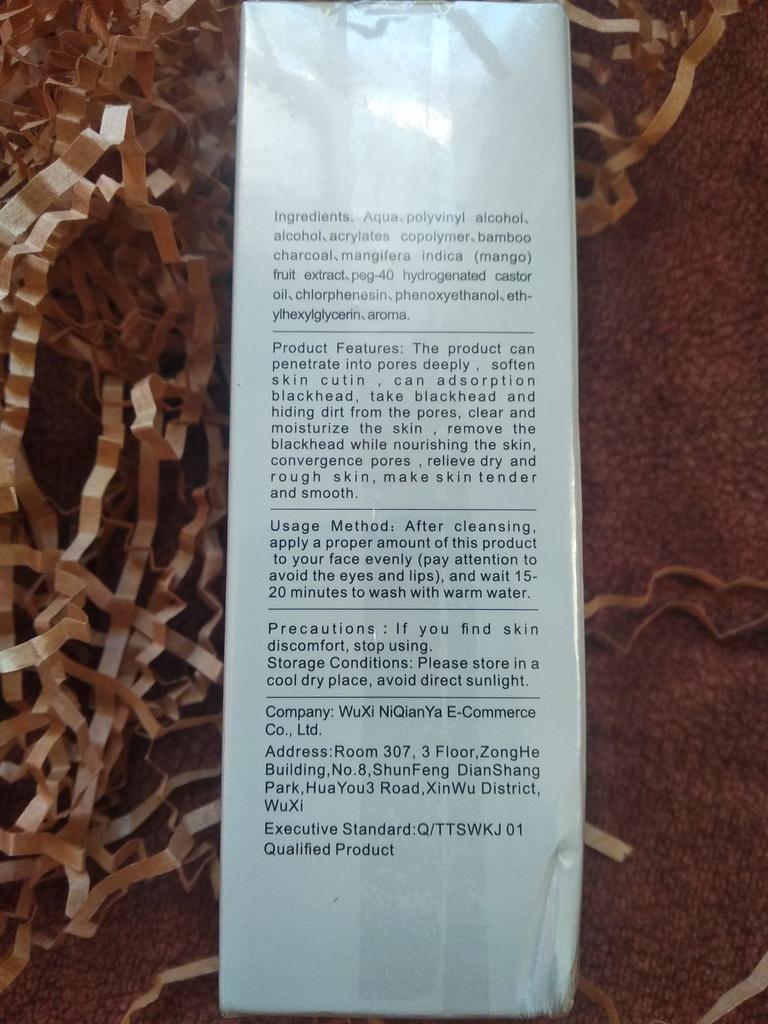 Ingredients: Aqua、polyvinyl alcohol、
alcohol、acrylates copolymer、bamboo
charcoal、mangifera indica (mango)
fruit extract、peg-40 hydrogenated castor
oil、chlorphenesin、phenoxyethanol、eth-
ylhexylglycerin、aroma.
Product Features: The product can
penetrate into pores deeply , soften
skin cutin , can adsorption
blackhead, take blackhead and
hiding dirt from the pores, clear and
moisturize the skin , remove the
blackhead while nourishing the skin,
convergence pores , relieve dry and
rough skin, make skin tender
and smooth.
Usage Method: After cleansing,
apply a proper amount of this product
to your face evenly (pay attention to
avoid the eyes and lips), and wait 15-
20 minutes to wash with warm water.
Precautions : If you find skin
discomfort, stop using.
Storage Conditions: Please store in a
cool dry place, avoid direct sunlight.
Company: WuXi NiQianYa E-Commerce
Co., Ltd.
Address:Room 307, 3 Floor,ZongHe
Building,No.8,ShunFeng DianShang
Park,HuaYou3 Road,XinWu District,
WuXi
Executive Standard:Q/TTSWKJ 01
Qualified Product